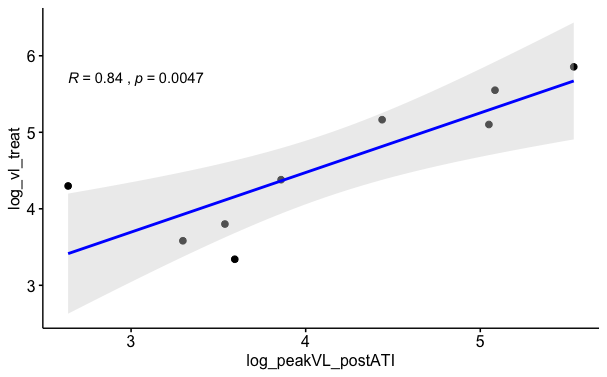 6
R = 0.84 , p = 0.0047
5
log_vl_treat
4
3
3 4 5
log_peakVL_postATI